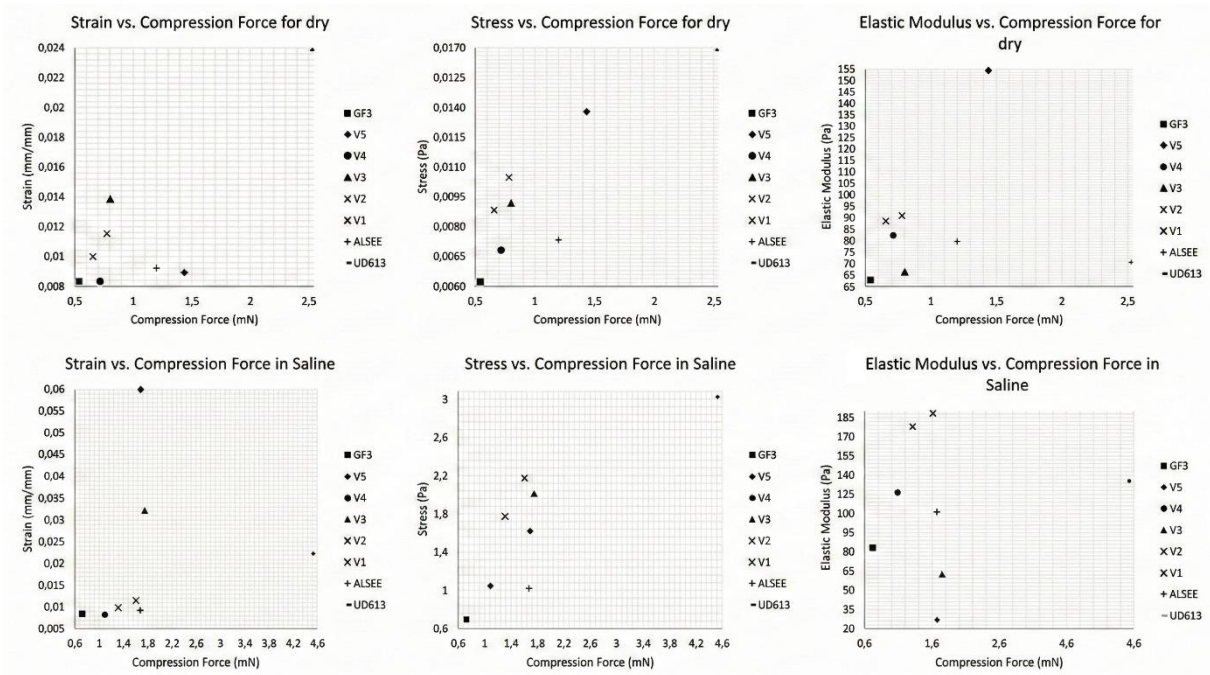 Strain vs. Compression Force for dry
Strain (mm/mm)
0,024
0,02
0,018
0,016
0,014
0,012
0,01
0,008
0,5
1
1,5
2
2,5
Compression Force (mN)
GF3
V5
V4
V3
V2
V1
ALSEE
UD613
Stress vs. Compression Force for dry
Stress (Pa)
0,0170
0,0125
0,0140
0,0115
0,0110
0,0095
0,0080
0,0065
0,0060
0,5
1
1,5
2
2,5
Compression Force (mN)
GF3
V5
V4
V3
V2
V1
ALSEE
UD613
Elastic Modulus vs. Compression Force for
dry
Elastic Modulus (Pa)
155
155
145
135
130
125
115
110
105
100
95
90
85
80
70
65
65
0,5
1
1,5
2
2,5
Compression Force (mN)
GF3
V5
V4
V3
V2
V1
ALSEE
UD613
Strain vs. Compression Force in Saline
Strain (mm/mm)
0,06
0,055
0,05
0,045
0,04
0,03
0,02
0,015
0,01
0,005
0,6
1
1,4
1,8
2,2
2,6
3
3,4
3,8
4,2
4,6
Compression Force (mN)
GF3
V5
V4
V3
V2
V1
ALSEE
UD613
Stress vs. Compression Force in Saline
Stress (Pa)
3
2,6
2,2
1,8
1,4
1
0,6
0,6
1
1,4
1,8
2,2
2,6
3
3,4
3,8
4,2
4,6
Compression Force (mN)
GF3
V5
V4
V3
V2
V1
ALSEE
UD613
Elastic Modulus vs. Compression Force in
Saline
Elastic Modulus (Pa)
185
170
155
140
125
110
95
80
65
50
35
20
0,6
1,6
2,6
4,6
4,6
Compression Force (mN)
GF3
V5
V4
V3
V2
V1
ALSEE
UD613